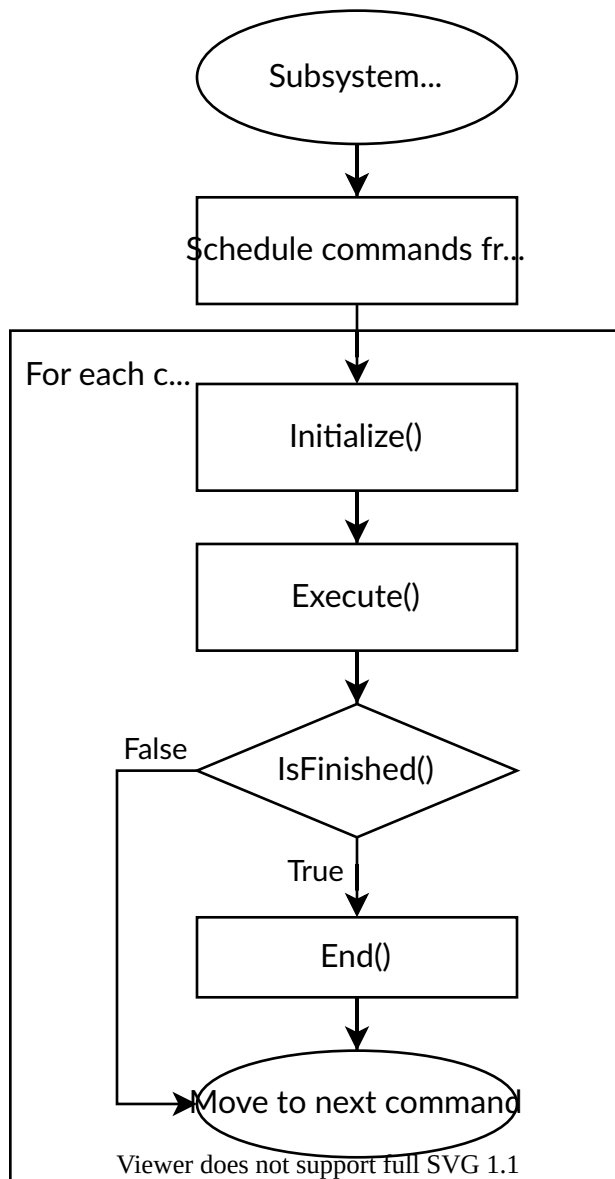 Subsystem...
Schedule commands fr...
For each c...
Initialize()
Execute()
IsFinished()
False
True
End()
Move to next command
Viewer does not support full SVG 1.1